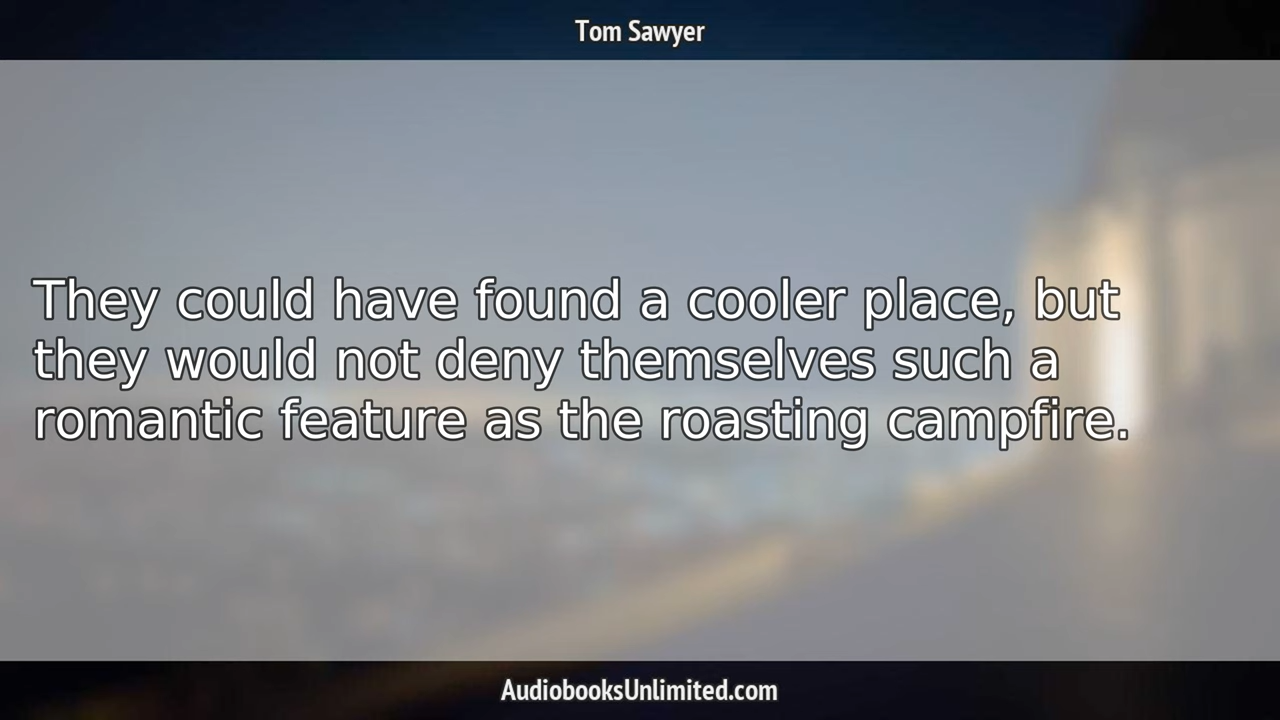 Tom Sawyer
They could have found a cooler place, but
they would not deny themselves such a
romantic feature as the roasting campfire.
AudiobooksUnlimited.com